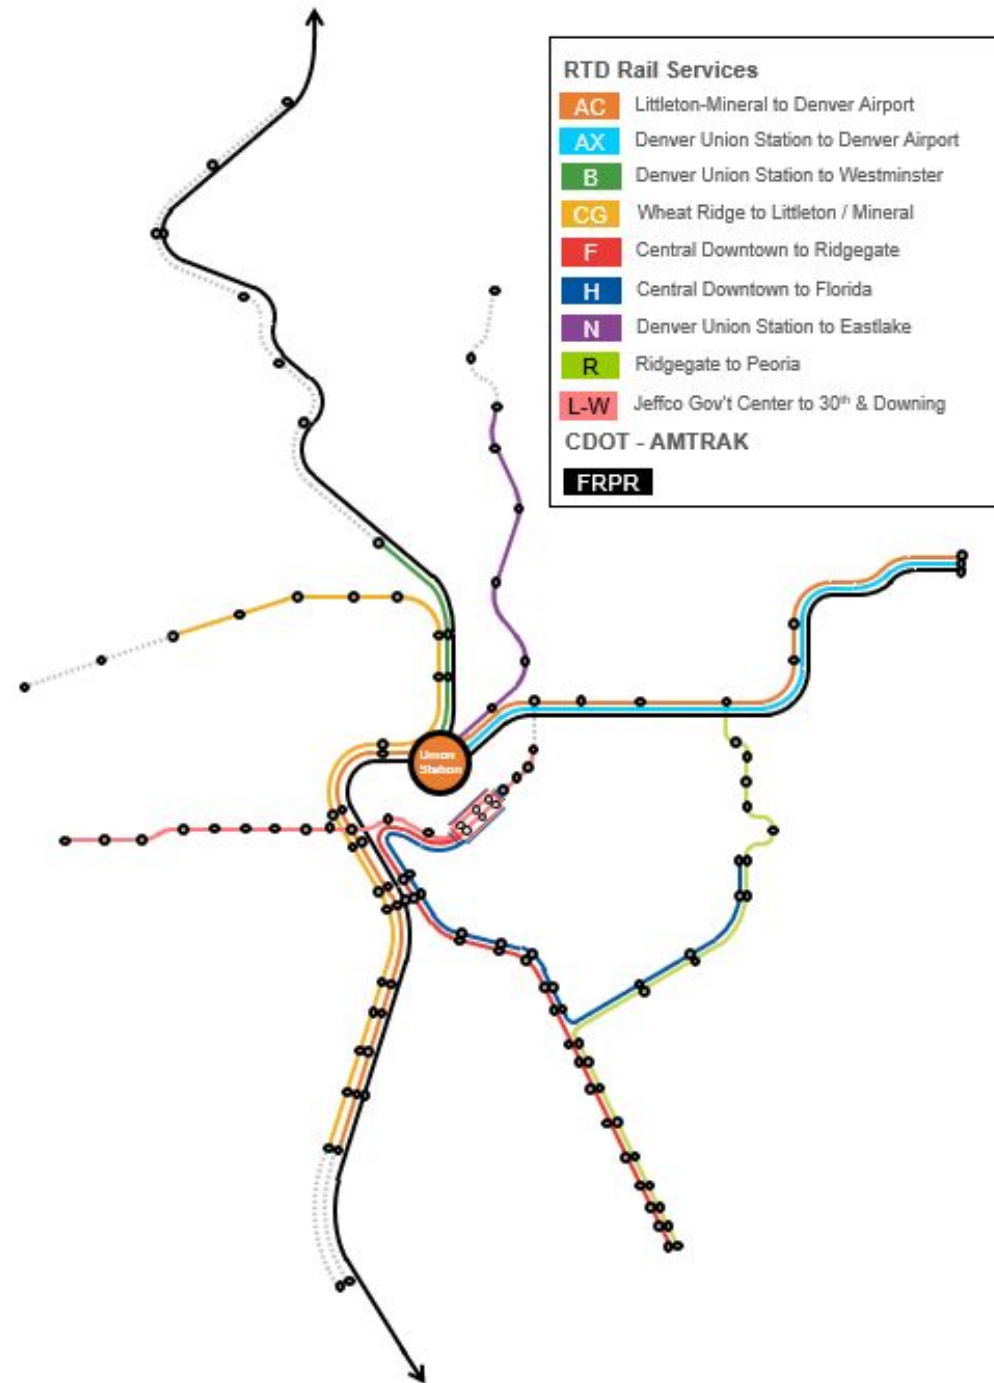 RTD Rail Services
AC Littleton-Mineral to Denver Airport
AX Denver Union Station to Denver Airport
B Denver Union Station to Westminster
CG Wheat Ridge to Littleton / Mineral
F Central Downtown to Ridgegate
H Central Downtown to Florida
N Denver Union Station to Eastlake
R Ridgegate to Peoria
L-W Jeffco Gov't Center to 30th & Downing
CDOT - AMTRAK
FRPR
Union
Station